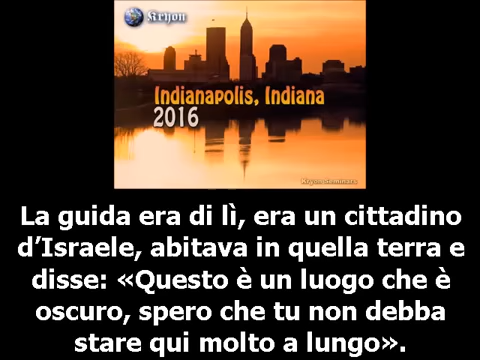 Kryon
Indianapolis, Indiana
2016
Kryon seminars
La guida era di lì, era un cittadino
d’Israele, abitava in quella terra e
disse: «Questo è un luogo che è
oscuro, spero che tu non debba
stare qui molto a lungo».